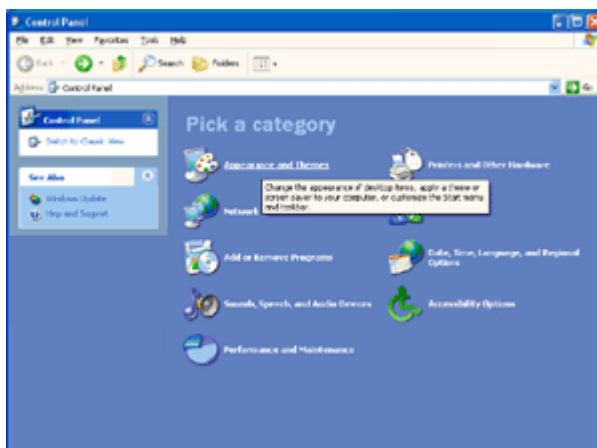 Control Panel
File Edit View Favorites Tools Help
Back Search Folders
Address Control Panel Go
Control Panel
Switch to Classic View
See Also
Windows Update
Help and Support
Pick a category
Appearance and Themes
Printers and Other Hardware
Change the appearance of desktop items, apply a theme or
screen saver to your computer, or customize the Start menu
and taskbar.
Network
Add or Remove Programs
Date, Time, Language, and Regional
Options
Sounds, Speech, and Audio Devices
Accessibility Options
Performance and Maintenance